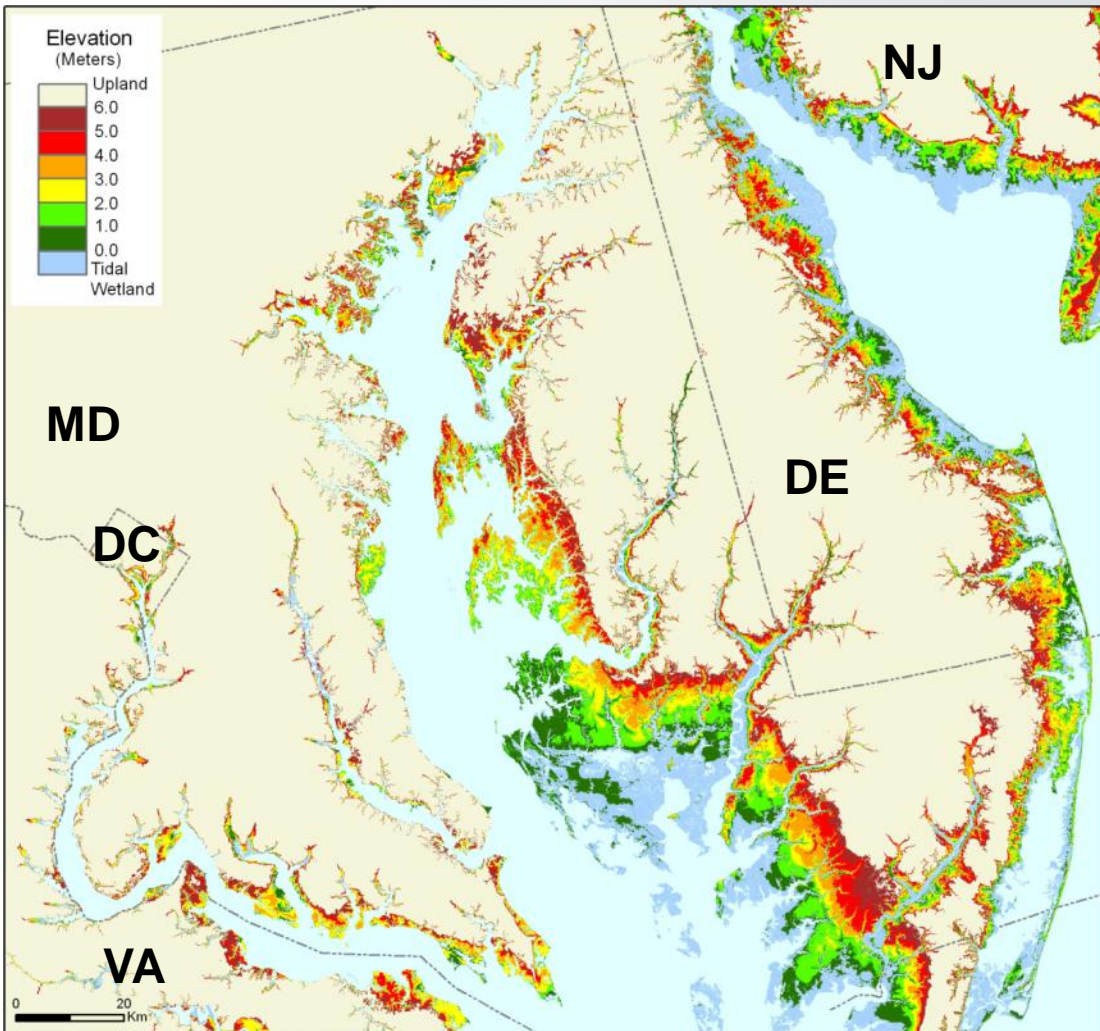 Elevation
(Meters)
Upland
6.0
5.0
4.0
3.0
2.0
1.0
0.0
Tidal
Wetland
NJ
MD
DE
DC
VA
0 20
Km